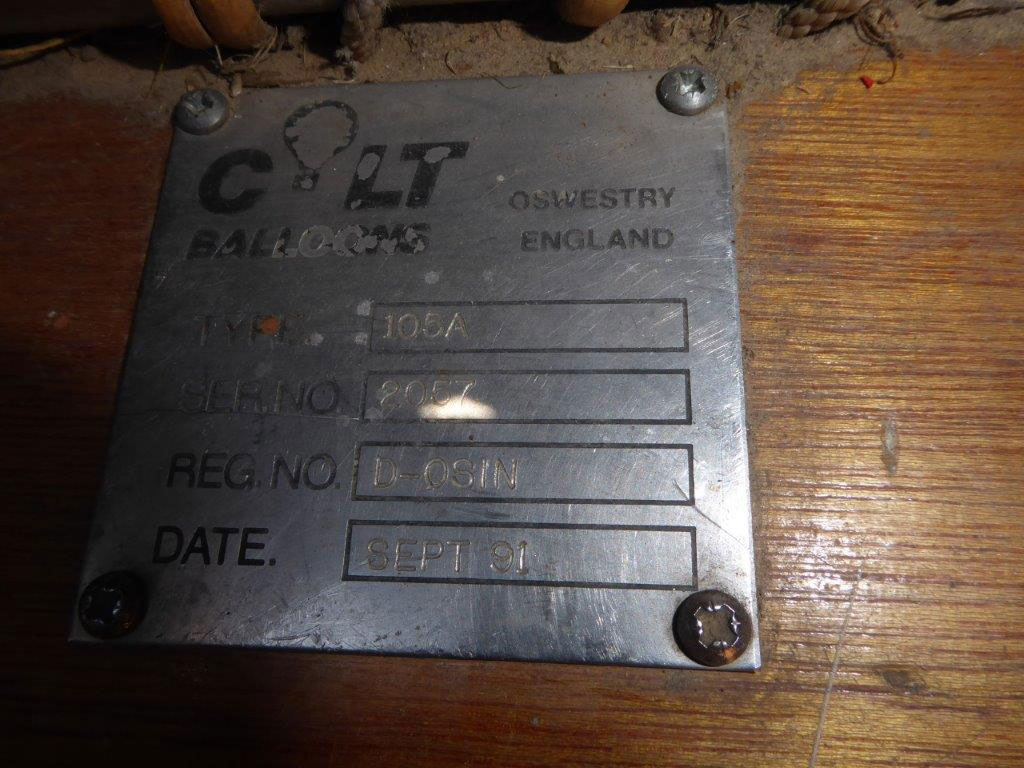 COLT
BALLOONS
OSWESTRY
ENGLAND
TYPE. 105A
SER.NO. 2057
REG.NO. D-OSIN
DATE. SEPT 91